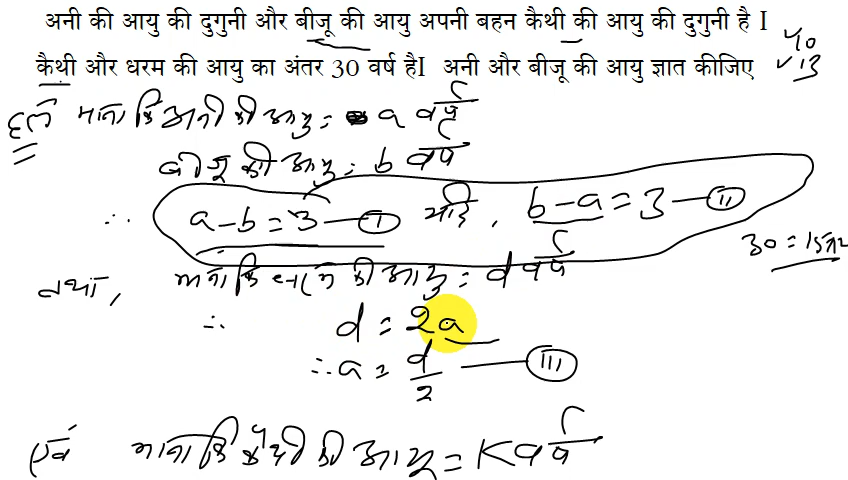 अनी की आयु की दुगुनी और बीजू की आयु अपनी बहन कैथी की आयु की दुगुनी है I
कैथी और धरम की आयु का अंतर 30 वर्ष हैI अनी और बीजू की आयु ज्ञात कीजिए
10
13
हल माना कि अनी की आयु = a वर्ष
बीजू की आयु = b वर्ष
∴ a-b=3 — I यदि, b-a=3 — II
30=15x2
तथा, माना कि धरम की आयु = d वर्ष
∴ d = 2a
∴ a = d/2 — III
एवं माना कि कैथी की आयु = K वर्ष